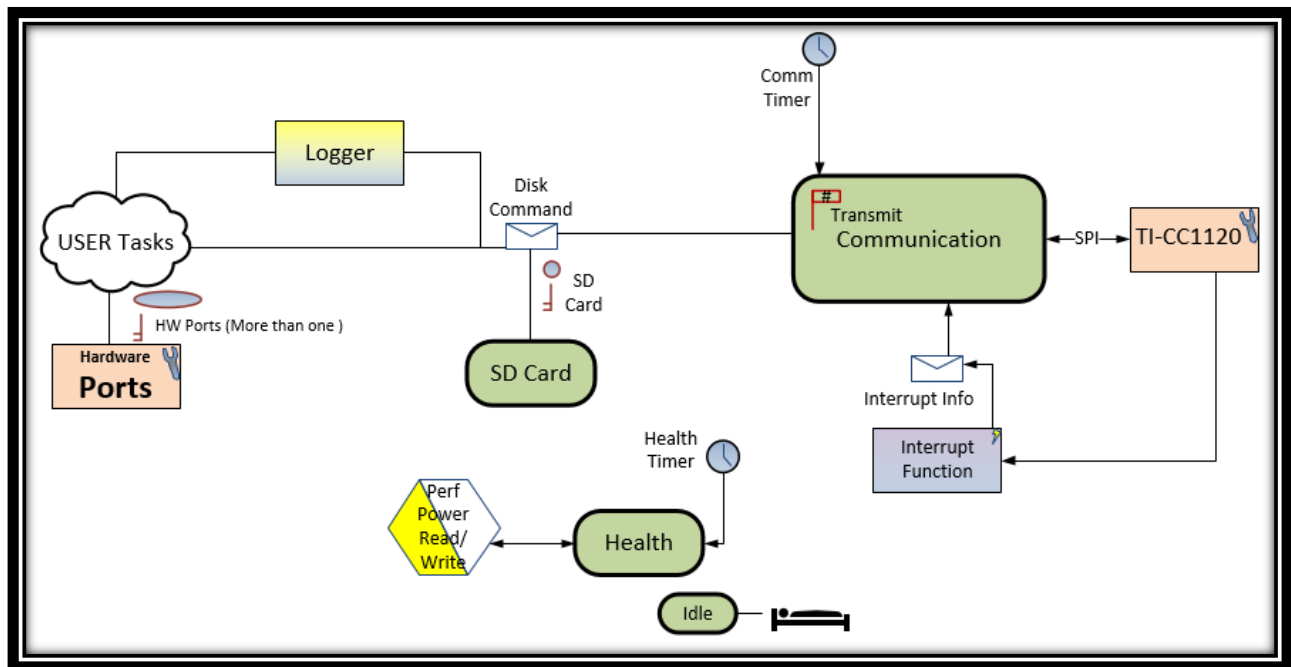 Comm
Timer
Logger
Disk
Command
#
Transmit
Communication
USER Tasks
SPI
TI-CC1120
SD
Card
HW Ports (More than one )
Hardware
Ports
SD Card
Interrupt Info
Health
Timer
Interrupt
Function
Perf
Power
Read/
Write
Health
Idle